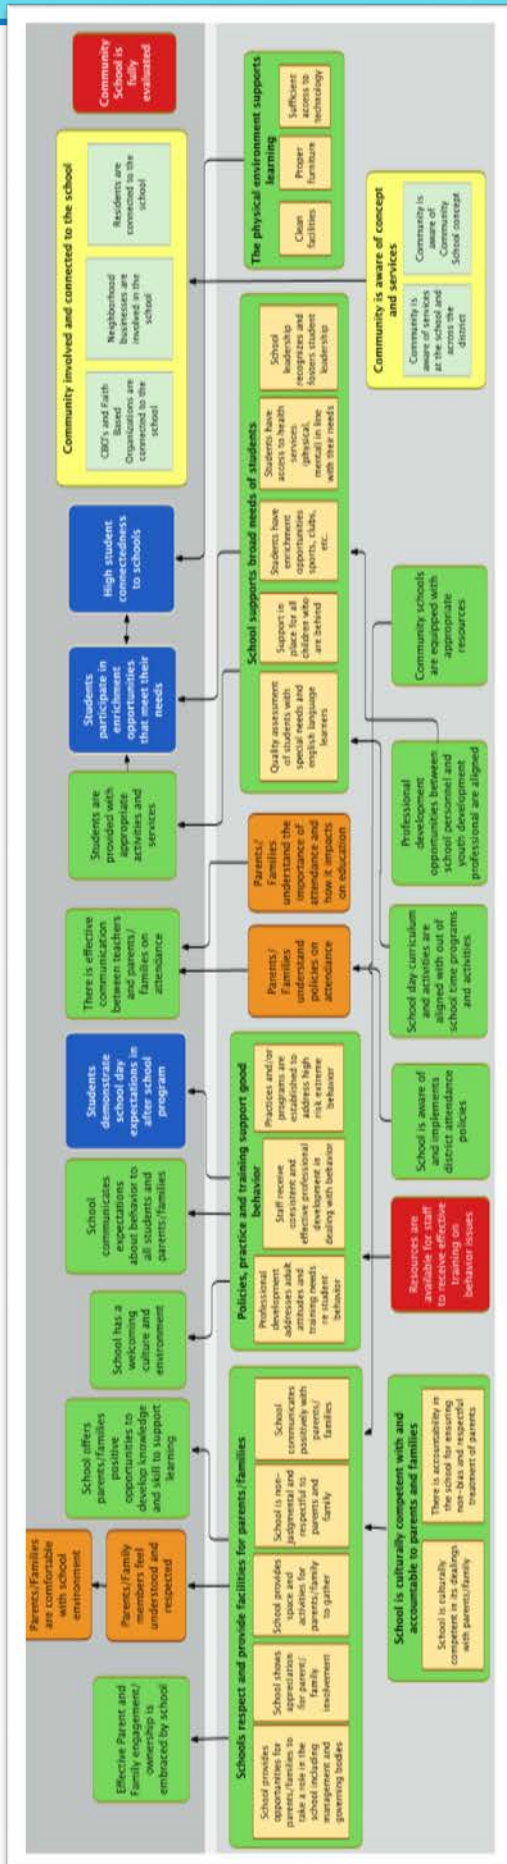 Parents/Families
are comfortable
with school
environment
Effective Parent and
Family engagement/
ownership is
embraced by school
Parents/Family
members feel
understood and
respected
School offers
parents/families
positive
opportunities to
develop knowledge
and skill to support
learning
School has a
welcoming
culture and
environment
School
communicates
expectations
about behavior to
all students and
parents/families
Students
demonstrate
school day
expectations in
after school
program
There is effective
communication
between teachers
and parents/
families on
attendance
Students are
provided with
appropriate
activities and
services
Students
participate in
enrichment
opportunities
that meet their
needs
High student
connectedness
to schools
Community involved and connected to the school
CBO's and Faith
Based
Organizations are
connected to the
school
Neighborhood
businesses are
involved in the
school
Residents are
connected to the
school
Community
School is
fully
evaluated
Schools respect and provide facilities for parents/families
School provides
opportunities for
parents/families to
take a role in the
school including
management and
governing bodies
School shows
appreciation
for parent/
family
involvement
School provides
space and
activities for
parents/family
to gather
School is non-
judgmental and
respectful to
parents and
family
School
communicates
positively with
parents/
families
Policies, practice and training support good
behavior
Professional
development
addresses adult
attitudes and
training needs
re student
behavior
Staff receive
consistent and
effective professional
development in
dealing with behavior
Practices and/or
programs are
established to
address high
risk extreme
behavior
Parents/
Families
understand
policies on
attendance
Parents/
Families
understand the
importance of
attendance and
how it impacts
on education
School supports broad needs of students
Quality assessment
of students with
special needs and
english language
learners
Support in
place for all
children who
are behind
Students have
enrichment
opportunities
sports, clubs,
etc.
Students have
access to health
services
(physical,
mental) in line
with their needs
School
leadership
recognizes and
fosters student
leadership
The physical environment supports
learning
Clean
facilities
Proper
furniture
Sufficient
access to
technology
School is culturally competent with and
accountable to parents and families
School is culturally
competent in its dealings
with parents/family
There is accountability in
the school for ensuring
non-bias and respectful
treatment of parents
Resources are
available for staff
to receive effective
training on
behavior issues
School is aware of
and implements
district attendance
policies
School day curriculum
and activities are
aligned with out of
school time programs
and activities
Professional
development
opportunities between
school personnel and
youth development
professional are aligned
Community schools
are equipped with
appropriate
resources
Community is aware of concept
and services
Community is
aware of services
at the school and
across the
district
Community is
aware of
Community
School concept